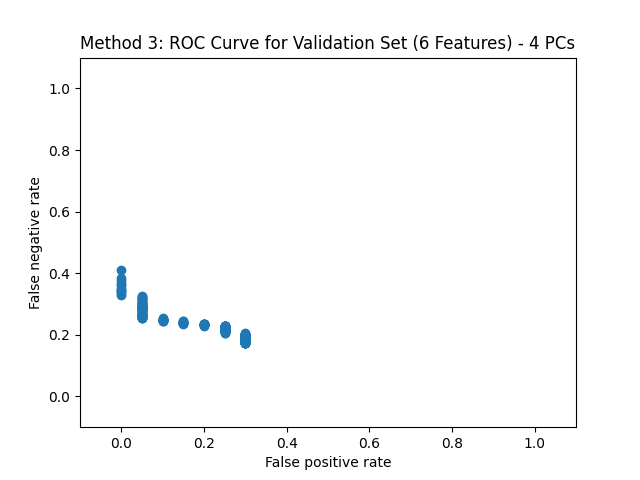 Method 3: ROC Curve for Validation Set (6 Features) - 4 PCs
1.0
0.8
0.6
0.4
0.2
0.0
False negative rate
0.0 0.2 0.4 0.6 0.8 1.0
False positive rate